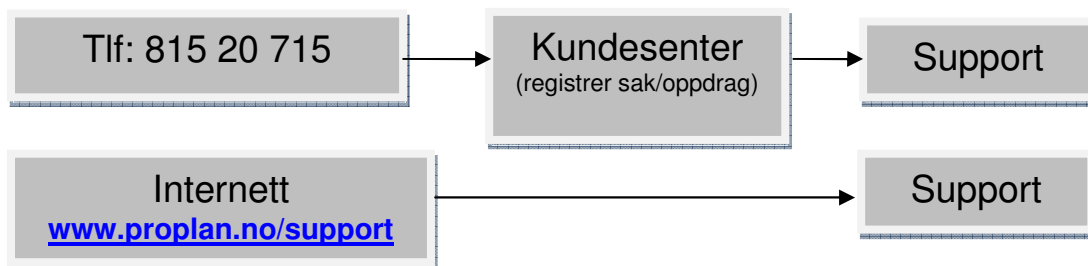 Tlf: 815 20 715
Kundesenter
(registrer sak/oppdrag)
Support
Internett
www.proplan.no/support
Support